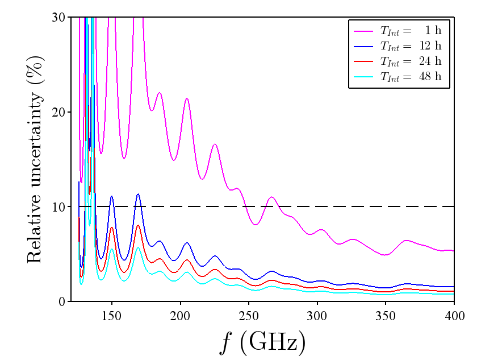 30
20
10
0
Relative uncertainty (%)
T_Int = 1 h
T_Int = 12 h
T_Int = 24 h
T_Int = 48 h
150 200 250 300 350 400
f (GHz)